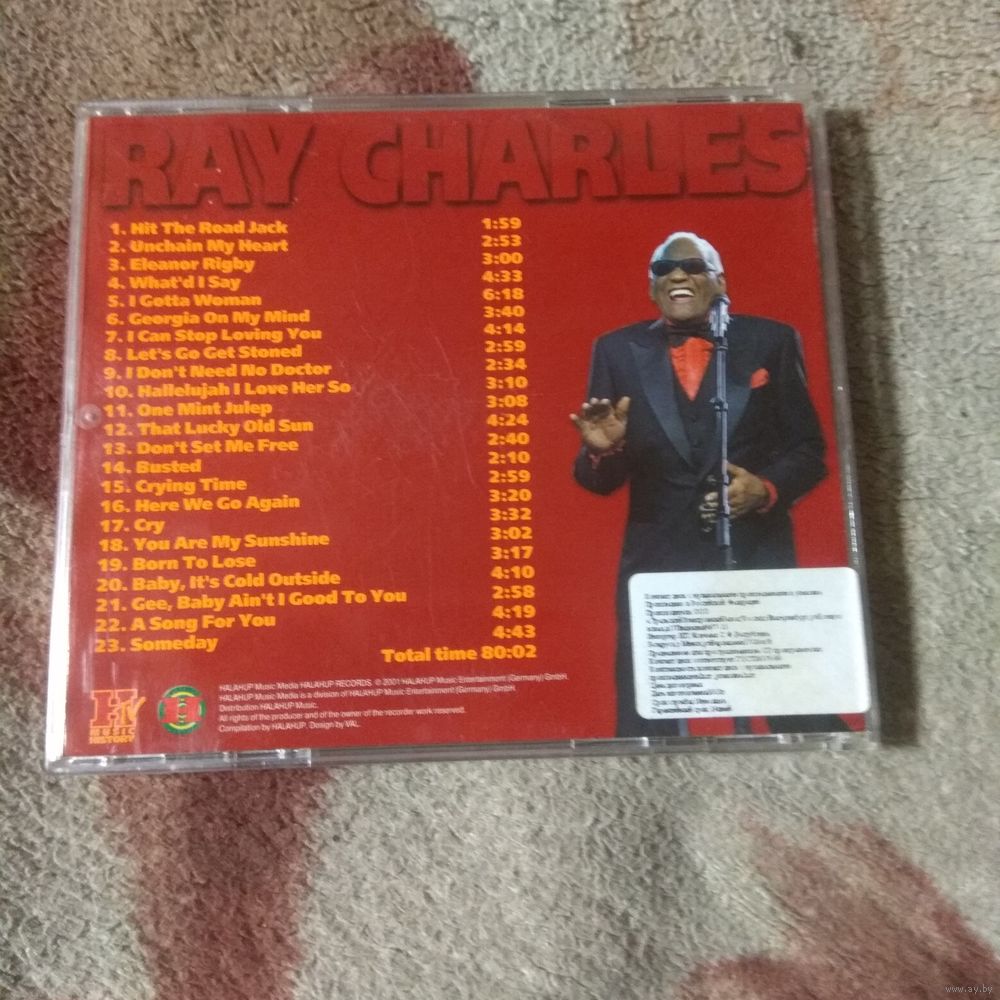 RAY CHARLES
1. Hit The Road Jack 1:59
2. Unchain My Heart 2:53
3. Eleanor Rigby 3:00
4. What'd I Say 4:33
5. I Gotta Woman 6:18
6. Georgia On My Mind 3:40
7. I Can Stop Loving You 4:14
8. Let's Go Get Stoned 2:59
9. I Don't Need No Doctor 2:34
10. Hallelujah I Love Her So 3:10
11. One Mint Julep 3:08
12. That Lucky Old Sun 4:24
13. Don't Set Me Free 2:40
14. Busted 2:10
15. Crying Time 2:59
16. Here We Go Again 3:20
17. Cry 3:32
18. You Are My Sunshine 3:02
19. Born To Lose 3:17
20. Baby, It's Cold Outside 4:10
21. Gee, Baby Ain't I Good To You 2:58
22. A Song For You 4:19
23. Someday 4:43
Total time 80:02
HALAHUP Music/Media HALAHUP RECORDS. © 2001 HALAHUP Music Entertainment (Germany) GmbH.
HALAHUP Music/Media is a division of HALAHUP Music Entertainment (Germany) GmbH.
Distribution HALAHUP Music.
All rights of the producer and of the owner of the recorder work reserved.
Compilation by HALAHUP. Design by VAL.
HTV
MUSIC
HISTORY
www.ay.by